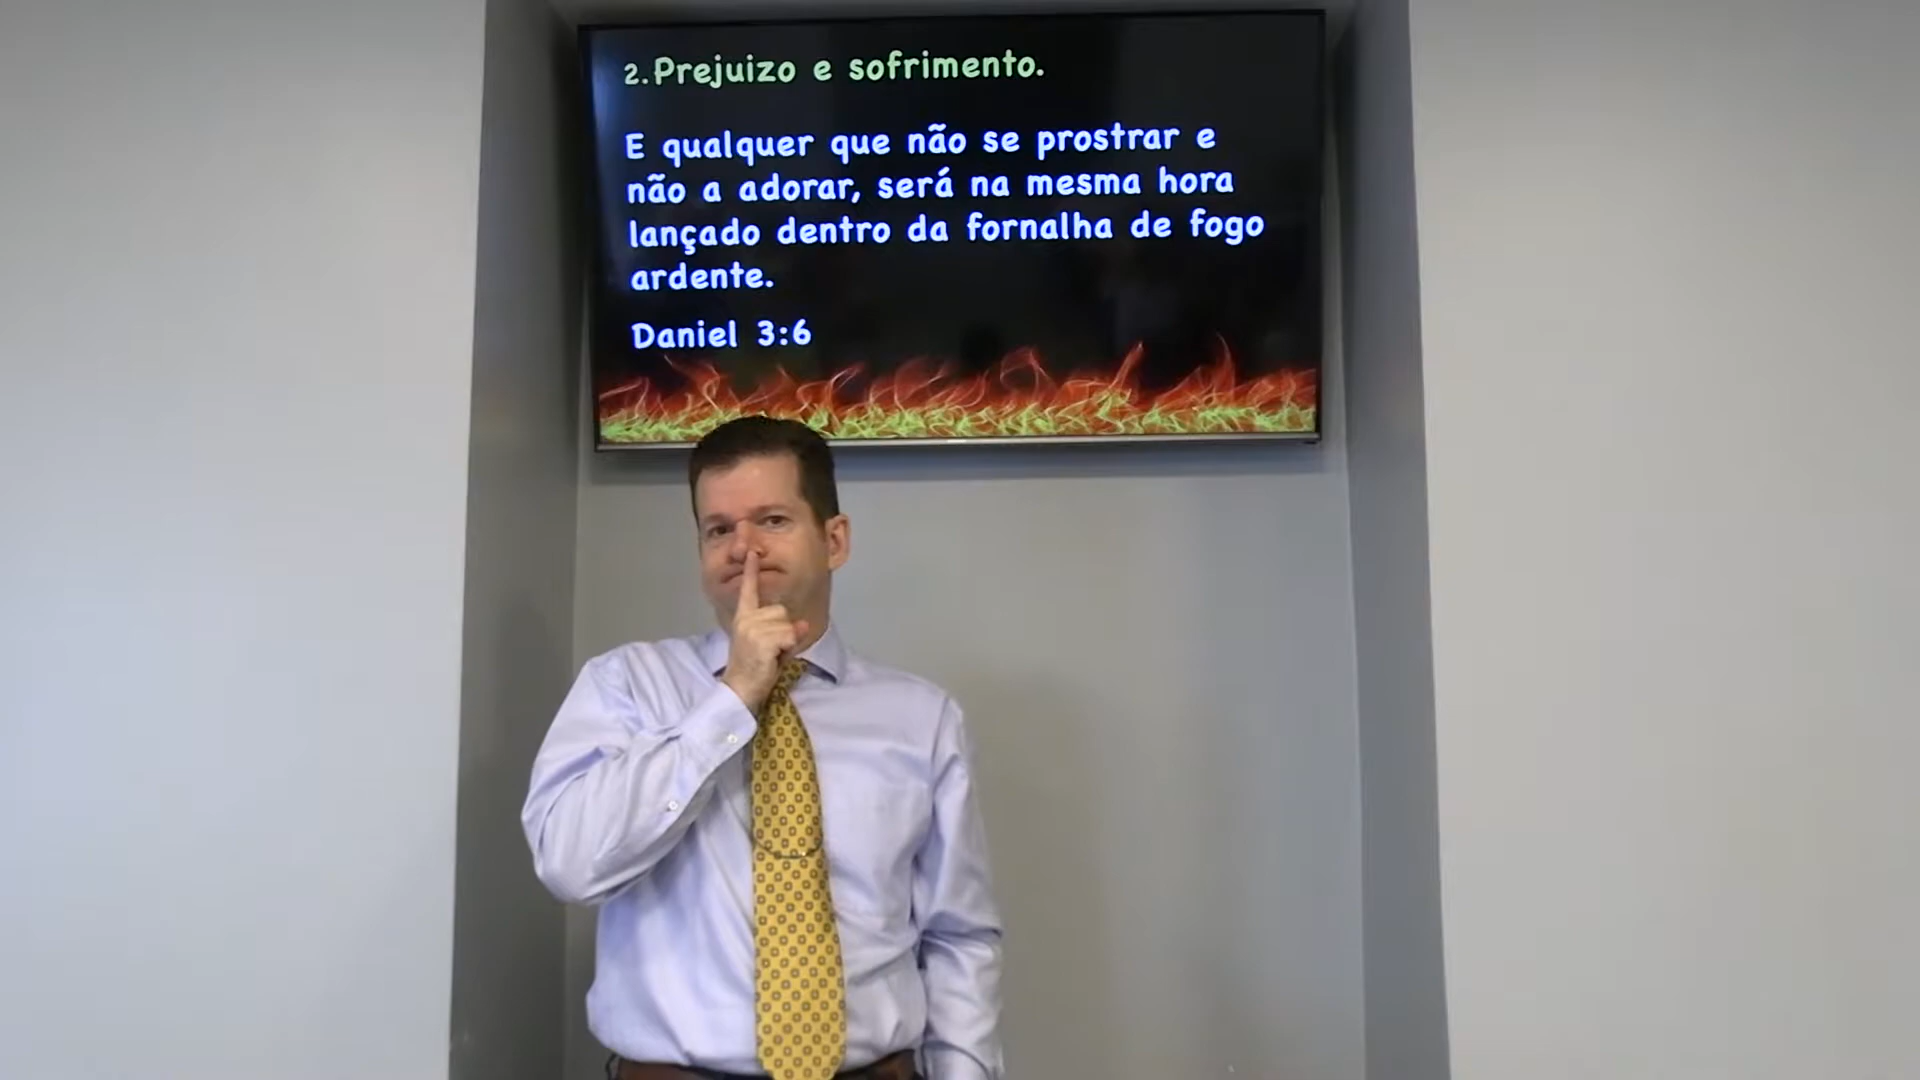 2. Prejuizo e sofrimento.
E qualquer que não se prostrar e
não a adorar, será na mesma hora
lançado dentro da fornalha de fogo
ardente.
Daniel 3:6